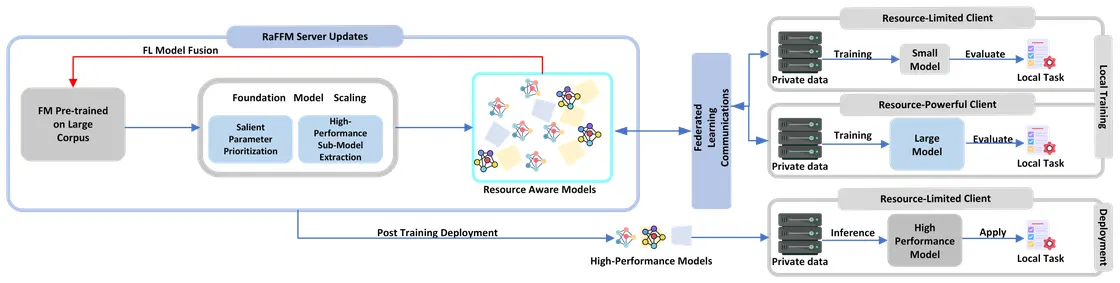 RaFFM Server Updates
FL Model Fusion
FM Pre-trained
on Large
Corpus
Foundation Model Scaling
Salient
Parameter
Prioritization
High-
Performance
Sub-Model
Extraction
Resource Aware Models
Federated
Learning
Communications
Resource-Limited Client
Private data
Training
Small
Model
Evaluate
Local Task
Resource-Powerful Client
Private data
Training
Large
Model
Evaluate
Local Task
Local Training
Post Training Deployment
High-Performance Models
Resource-Limited Client
Private data
Inference
High
Performance
Model
Apply
Local Task
Deployment